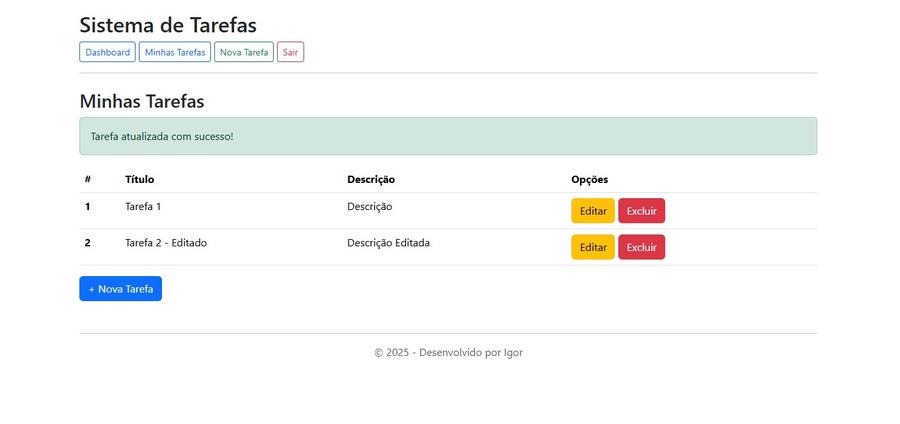 Sistema de Tarefas
Dashboard Minhas Tarefas Nova Tarefa Sair
Minhas Tarefas
Tarefa atualizada com sucesso!
# Título Descrição Opções
1 Tarefa 1 Descrição Editar Excluir
2 Tarefa 2 - Editado Descrição Editada Editar Excluir
+ Nova Tarefa
© 2025 - Desenvolvido por Igor